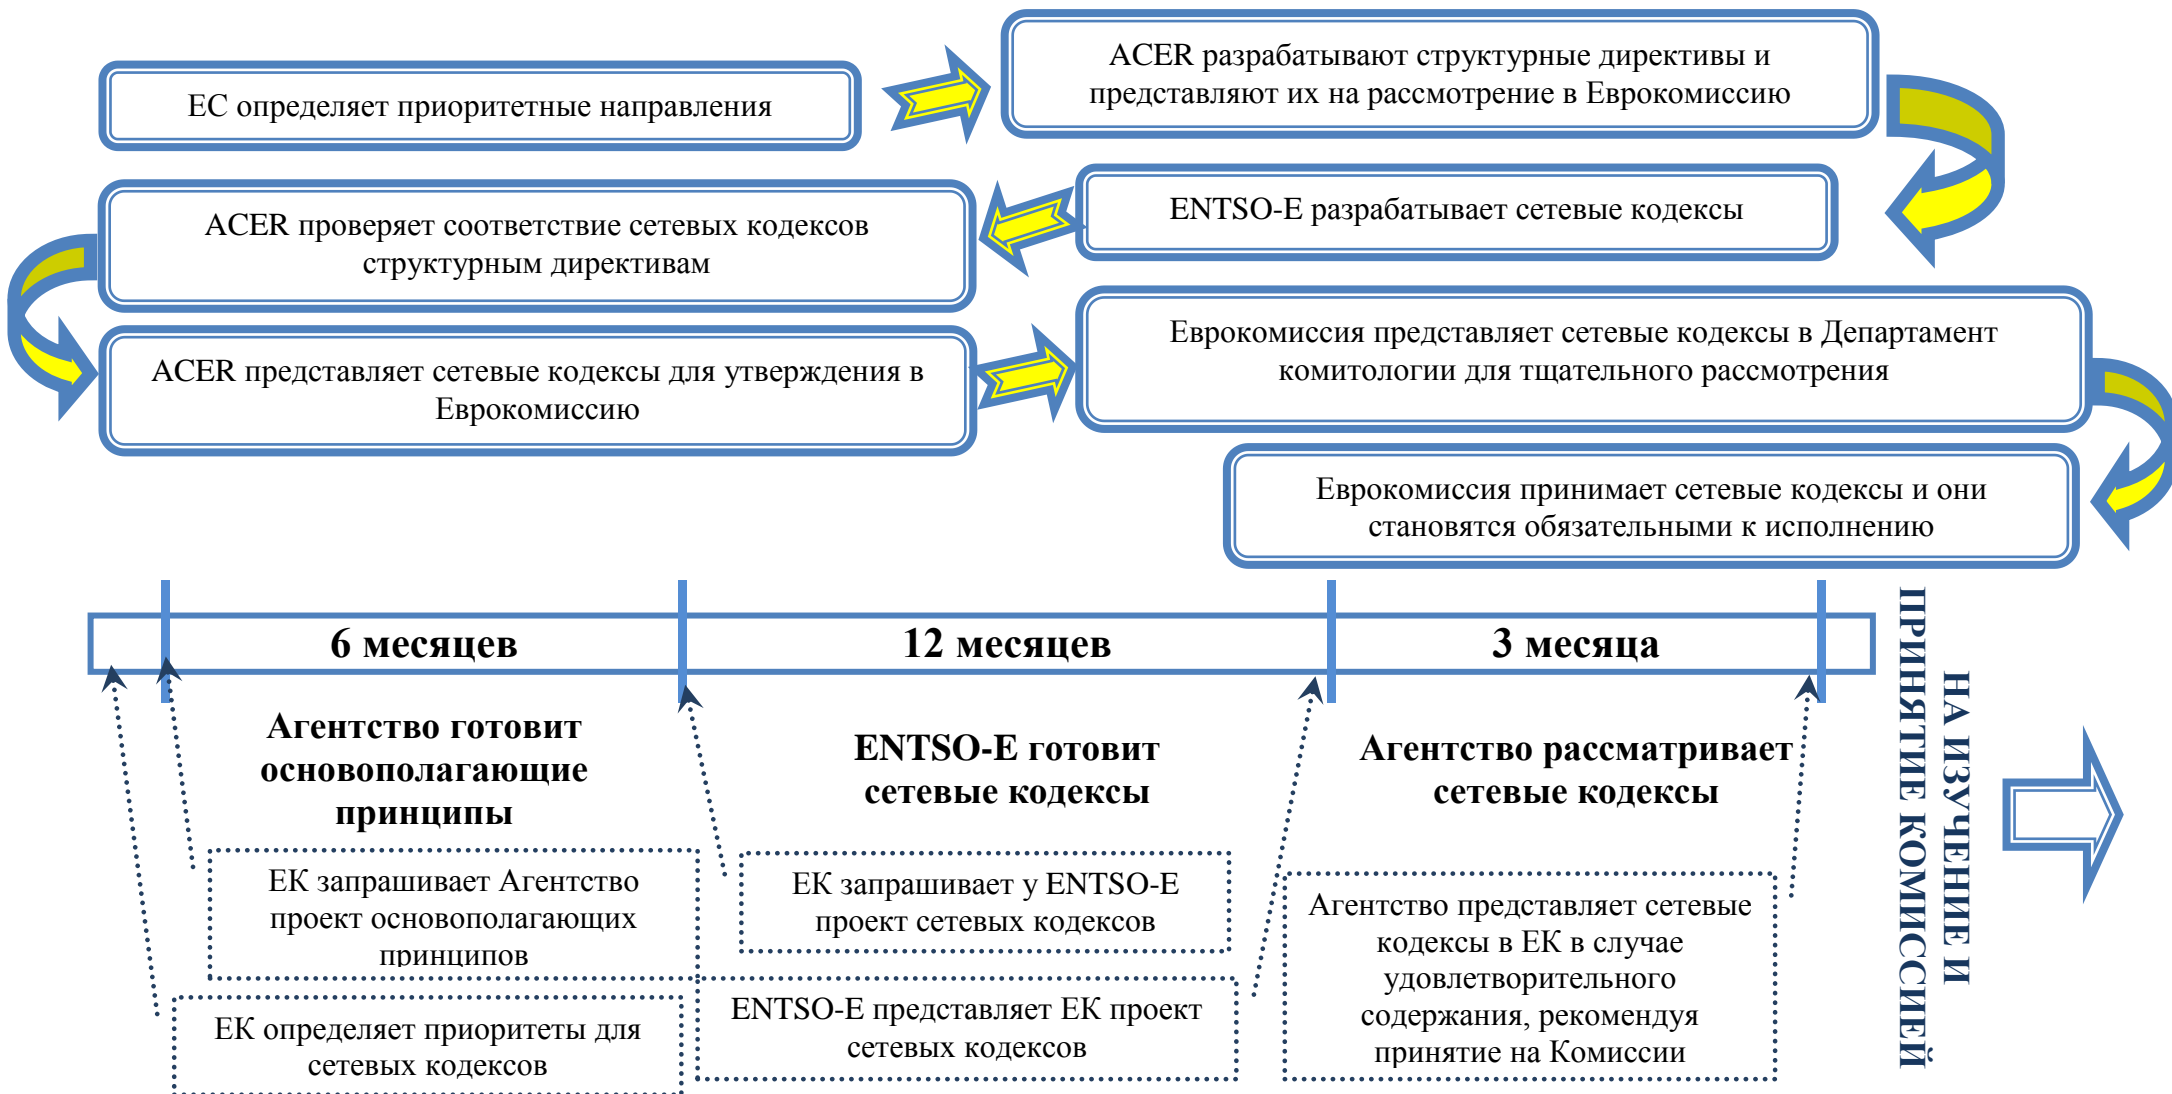 ЕС определяет приоритетные направления
ACER разрабатывают структурные директивы и
представляют их на рассмотрение в Еврокомиссию
ENTSO-E разрабатывает сетевые кодексы
ACER проверяет соответствие сетевых кодексов
структурным директивам
ACER представляет сетевые кодексы для утверждения в
Еврокомиссию
Еврокомиссия представляет сетевые кодексы в Департамент
комитологии для тщательного рассмотрения
Еврокомиссия принимает сетевые кодексы и они
становятся обязательными к исполнению
6 месяцев
12 месяцев
3 месяца
Агентство готовит
основополагающие
принципы
ENTSO-E готовит
сетевые кодексы
Агентство рассматривает
сетевые кодексы
ЕК запрашивает Агентство
проект основополагающих
принципов
ЕК определяет приоритеты для
сетевых кодексов
ЕК запрашивает у ENTSO-E
проект сетевых кодексов
ENTSO-E представляет ЕК проект
сетевых кодексов
Агентство представляет сетевые
кодексы в ЕК в случае
удовлетворительного
содержания, рекомендуя
принятие на Комиссии
НА ИЗУЧЕНИЕ И
ПРИНЯТИЕ КОМИССИЕЙ